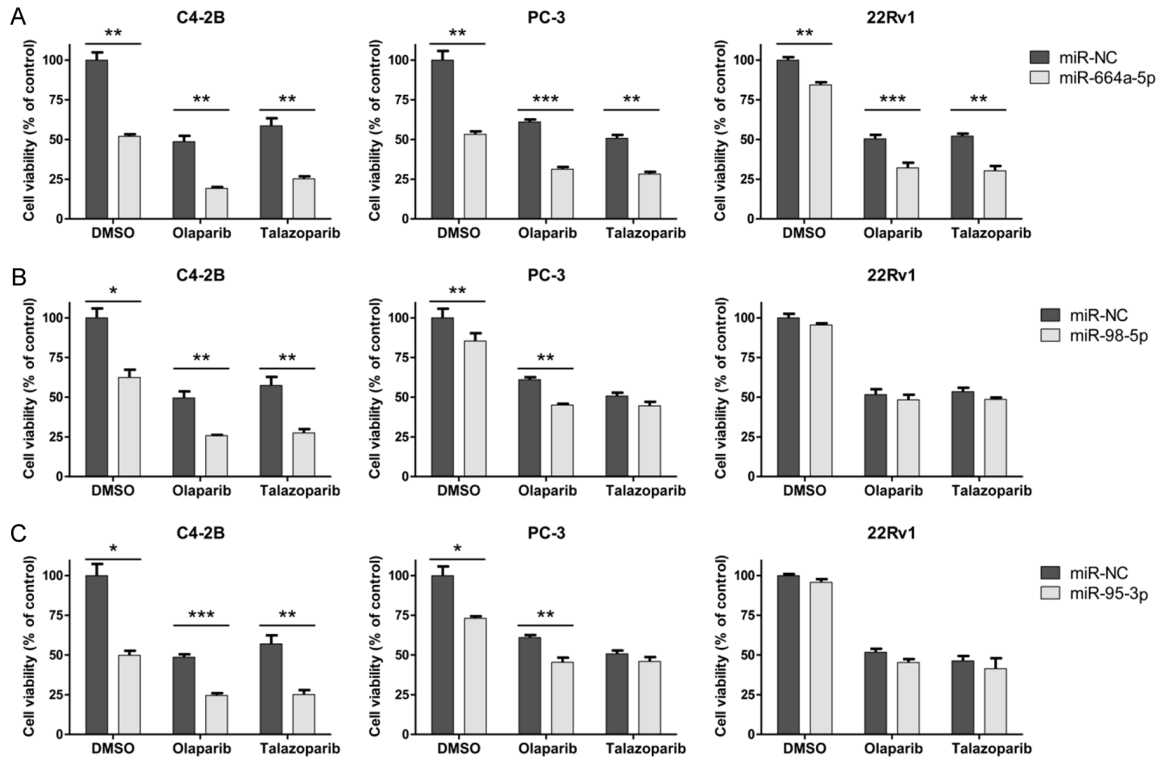 A
C4-2B
PC-3
22Rv1
Cell viability (% of control)
100
75
50
25
0
** ** **
DMSO Olaparib Talazoparib
Cell viability (% of control)
100
75
50
25
0
** *** **
DMSO Olaparib Talazoparib
Cell viability (% of control)
100
75
50
25
0
** *** **
DMSO Olaparib Talazoparib
miR-NC
miR-664a-5p
B
C4-2B
PC-3
22Rv1
Cell viability (% of control)
100
75
50
25
0
* ** **
DMSO Olaparib Talazoparib
Cell viability (% of control)
100
75
50
25
0
** **
DMSO Olaparib Talazoparib
Cell viability (% of control)
100
75
50
25
0
DMSO Olaparib Talazoparib
miR-NC
miR-98-5p
C
C4-2B
PC-3
22Rv1
Cell viability (% of control)
100
75
50
25
0
* *** **
DMSO Olaparib Talazoparib
Cell viability (% of control)
100
75
50
25
0
* **
DMSO Olaparib Talazoparib
Cell viability (% of control)
100
75
50
25
0
DMSO Olaparib Talazoparib
miR-NC
miR-95-3p